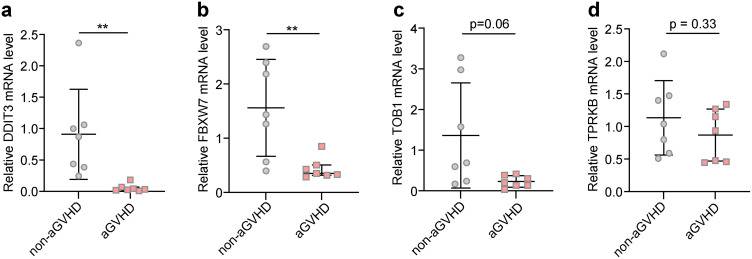 a
Relative DDIT3 mRNA level
**
2.5
2.0
1.5
1.0
0.5
0.0
non-aGVHD
aGVHD
b
Relative FBXW7 mRNA level
**
3
2
1
0
non-aGVHD
aGVHD
c
Relative TOB1 mRNA level
p=0.06
4
3
2
1
0
non-aGVHD
aGVHD
d
Relative TPRKB mRNA level
p = 0.33
2.5
2.0
1.5
1.0
0.5
0.0
non-aGVHD
aGVHD